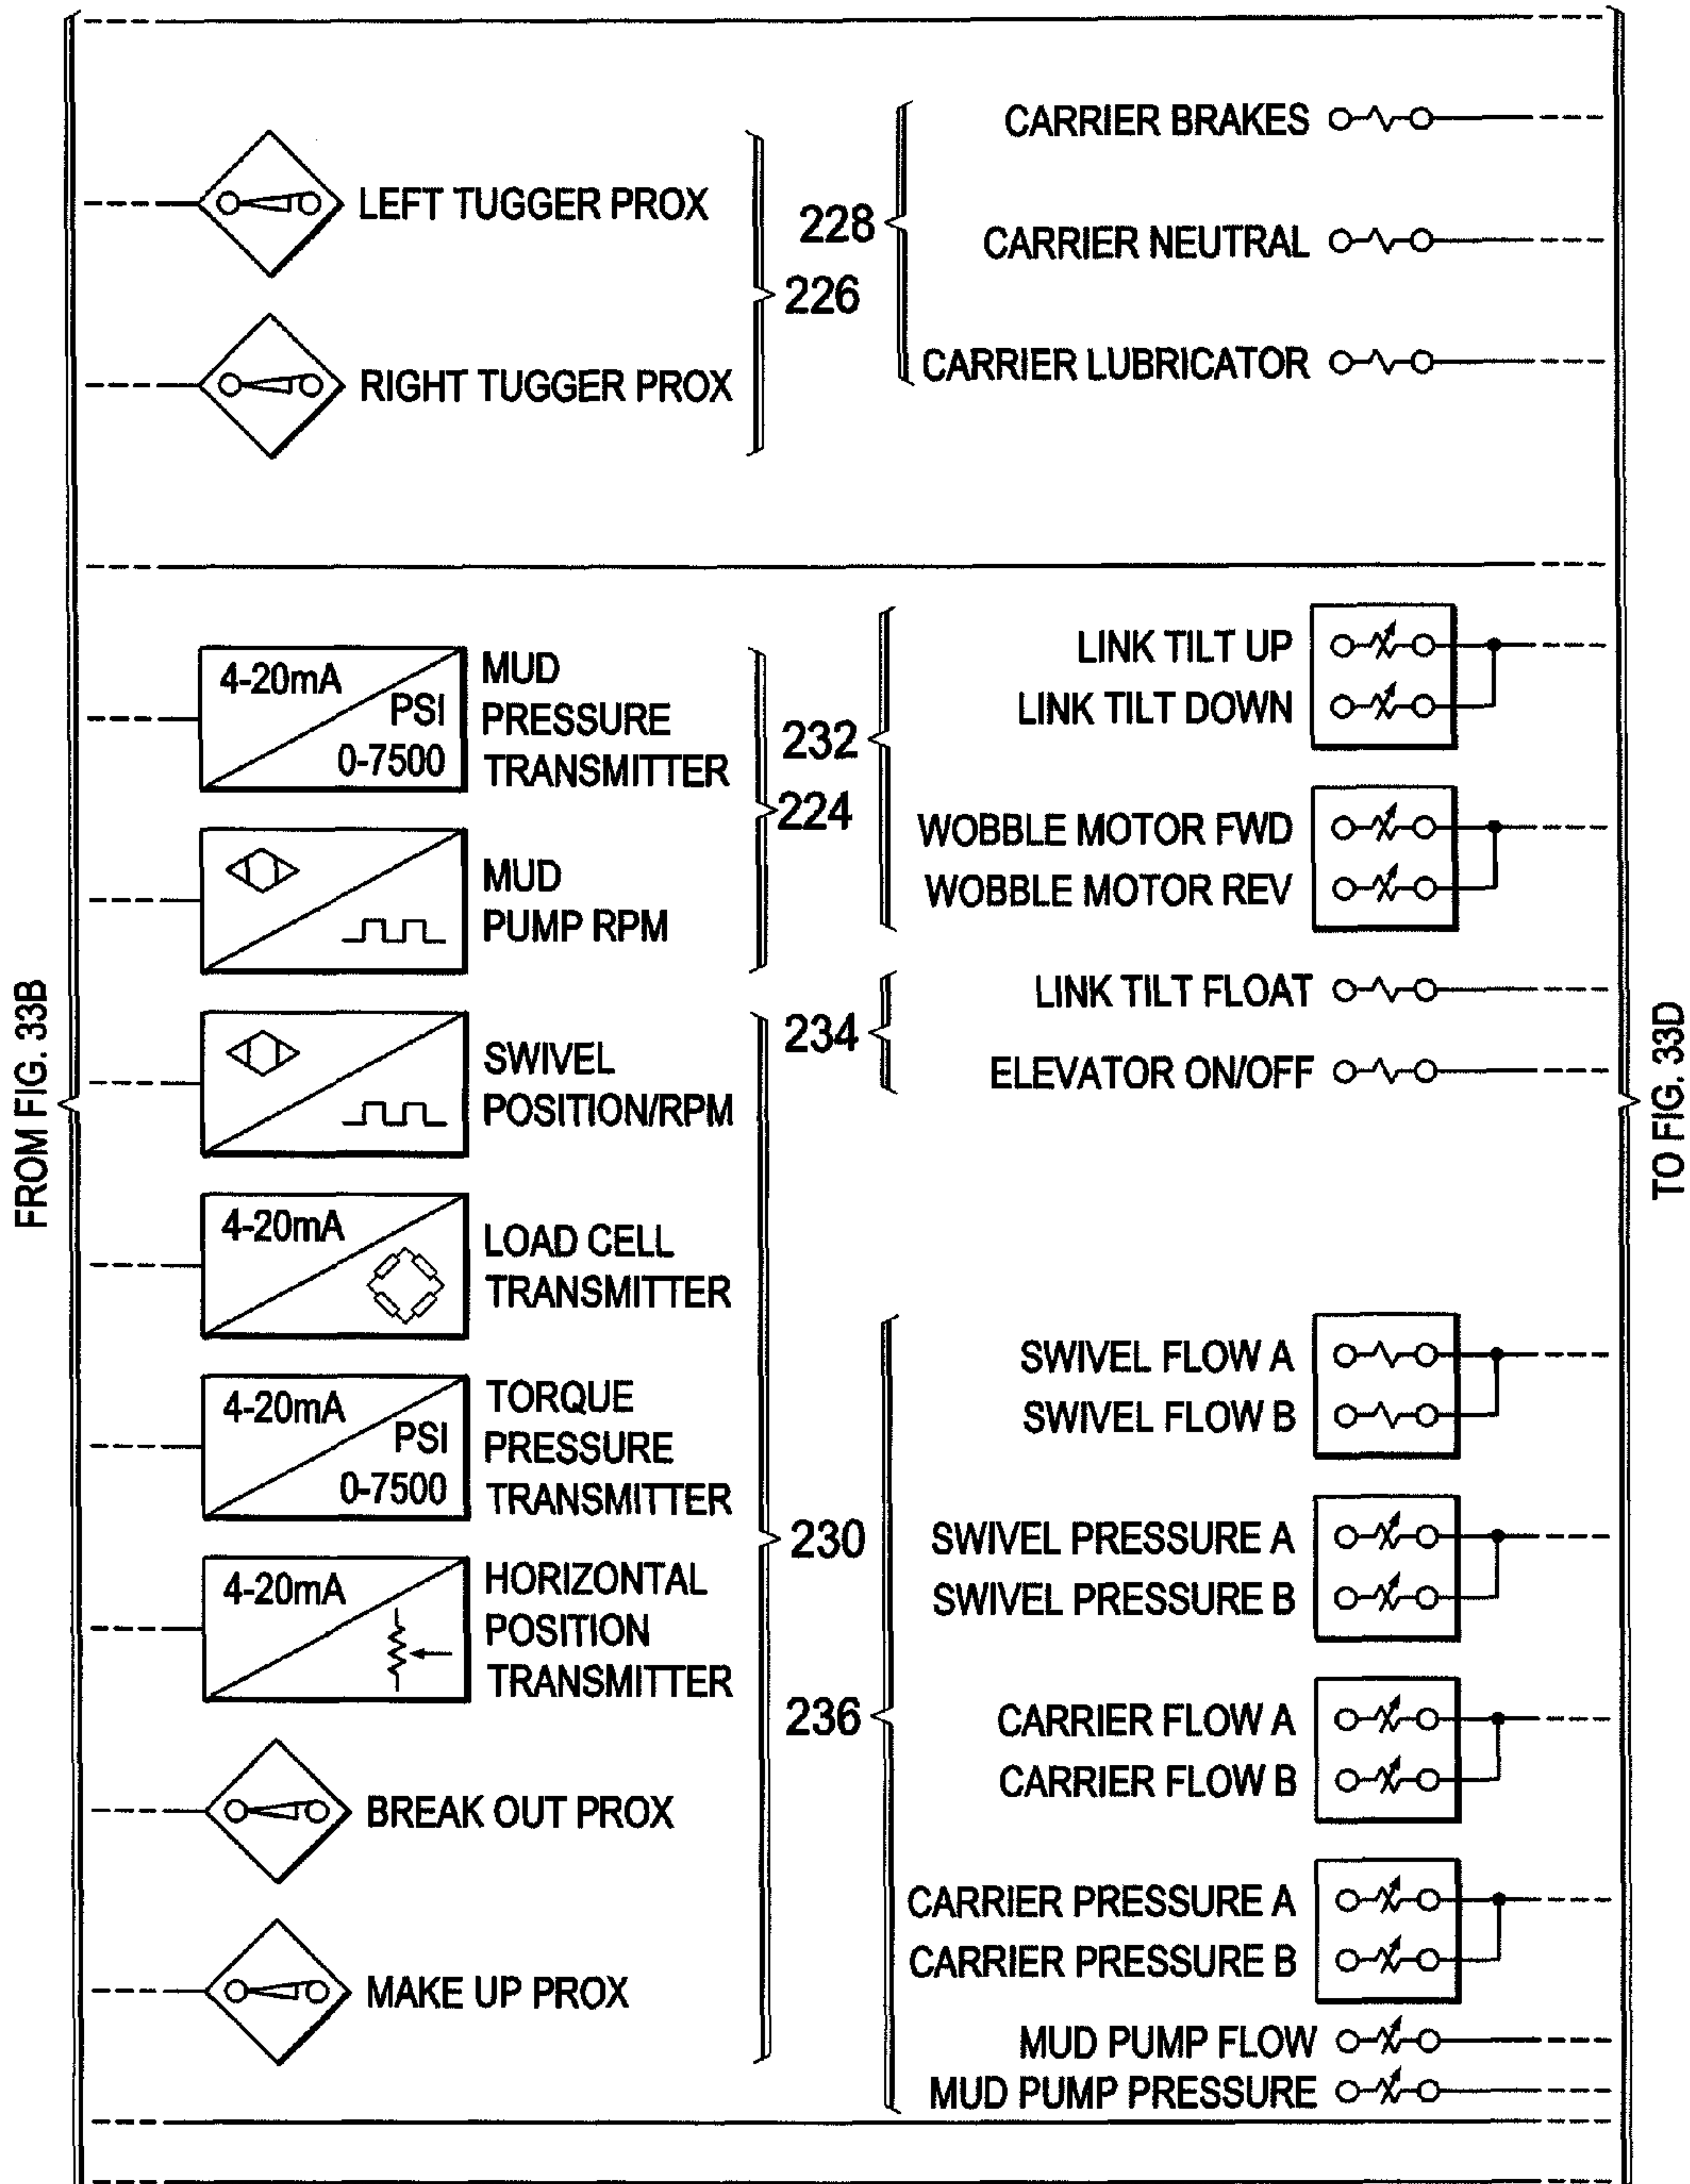 CARRIER BRAKES
LEFT TUGGER PROX
228
CARRIER NEUTRAL
226
RIGHT TUGGER PROX
CARRIER LUBRICATOR
4-20mA
PSI
0-7500
MUD
PRESSURE
TRANSMITTER
232
224
LINK TILT UP
LINK TILT DOWN
WOBBLE MOTOR FWD
WOBBLE MOTOR REV
MUD
PUMP RPM
FROM FIG. 33B
SWIVEL
POSITION/RPM
234
LINK TILT FLOAT
ELEVATOR ON/OFF
TO FIG. 33D
4-20mA
LOAD CELL
TRANSMITTER
4-20mA
PSI
0-7500
TORQUE
PRESSURE
TRANSMITTER
230
SWIVEL FLOW A
SWIVEL FLOW B
SWIVEL PRESSURE A
SWIVEL PRESSURE B
4-20mA
HORIZONTAL
POSITION
TRANSMITTER
236
CARRIER FLOW A
CARRIER FLOW B
BREAK OUT PROX
CARRIER PRESSURE A
CARRIER PRESSURE B
MAKE UP PROX
MUD PUMP FLOW
MUD PUMP PRESSURE